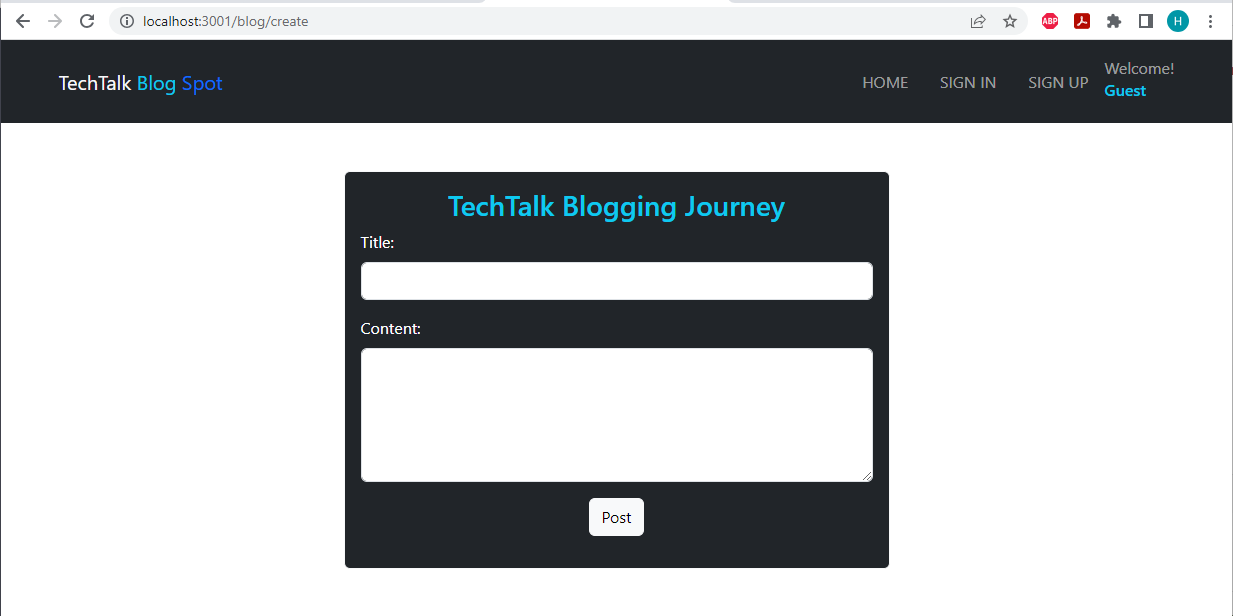 localhost:3001/blog/create
ABP
H
TechTalk Blog Spot
HOME
SIGN IN
SIGN UP
Welcome!
Guest
TechTalk Blogging Journey
Title:
Content:
Post